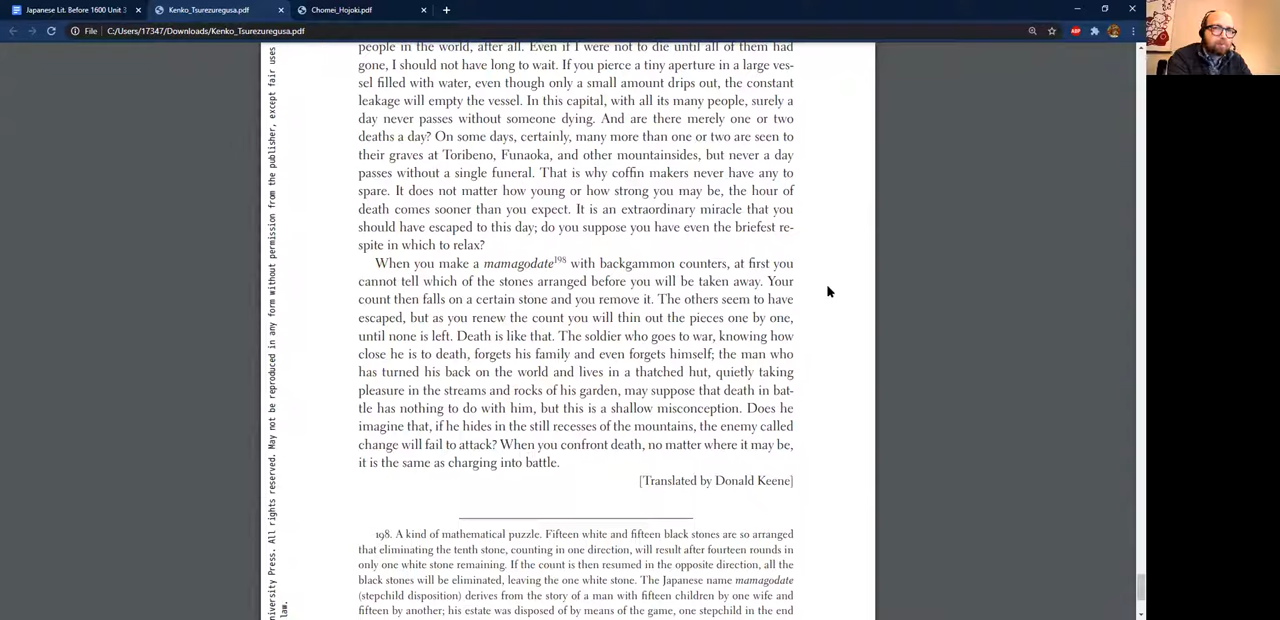 Japanese Lit. Before 1600 Unit 3
Kenko_Tsurezuregusa.pdf
Chomei_Hojoki.pdf
File
C:/Users/17347/Downloads/Kenko_Tsurezuregusa.pdf
ABP
people in the world, after all. Even if I were not to die until all of them had
gone, I should not have long to wait. If you pierce a tiny aperture in a large ves-
sel filled with water, even though only a small amount drips out, the constant
leakage will empty the vessel. In this capital, with all its many people, surely a
day never passes without someone dying. And are there merely one or two
deaths a day? On some days, certainly, many more than one or two are seen to
their graves at Toribeno, Funaoka, and other mountainsides, but never a day
passes without a single funeral. That is why coffin makers never have any to
spare. It does not matter how young or how strong you may be, the hour of
death comes sooner than you expect. It is an extraordinary miracle that you
should have escaped to this day; do you suppose you have even the briefest re-
spite in which to relax?
When you make a mamagodate198 with backgammon counters, at first you
cannot tell which of the stones arranged before you will be taken away. Your
count then falls on a certain stone and you remove it. The others seem to have
escaped, but as you renew the count you will thin out the pieces one by one,
until none is left. Death is like that. The soldier who goes to war, knowing how
close he is to death, forgets his family and even forgets himself; the man who
has turned his back on the world and lives in a thatched hut, quietly taking
pleasure in the streams and rocks of his garden, may suppose that death in bat-
tle has nothing to do with him, but this is a shallow misconception. Does he
imagine that, if he hides in the still recesses of the mountains, the enemy called
change will fail to attack? When you confront death, no matter where it may be,
it is the same as charging into battle.
[Translated by Donald Keene]
198. A kind of mathematical puzzle. Fifteen white and fifteen black stones are so arranged
that eliminating the tenth stone, counting in one direction, will result after fourteen rounds in
only one white stone remaining. If the count is then resumed in the opposite direction, all the
black stones will be eliminated, leaving the one white stone. The Japanese name mamagodate
(stepchild disposition) derives from the story of a man with fifteen children by one wife and
fifteen by another; his estate was disposed of by means of the game, one stepchild in the end
niversity Press. All rights reserved. May not be reproduced in any form without permission from the publisher, except fair uses
law.